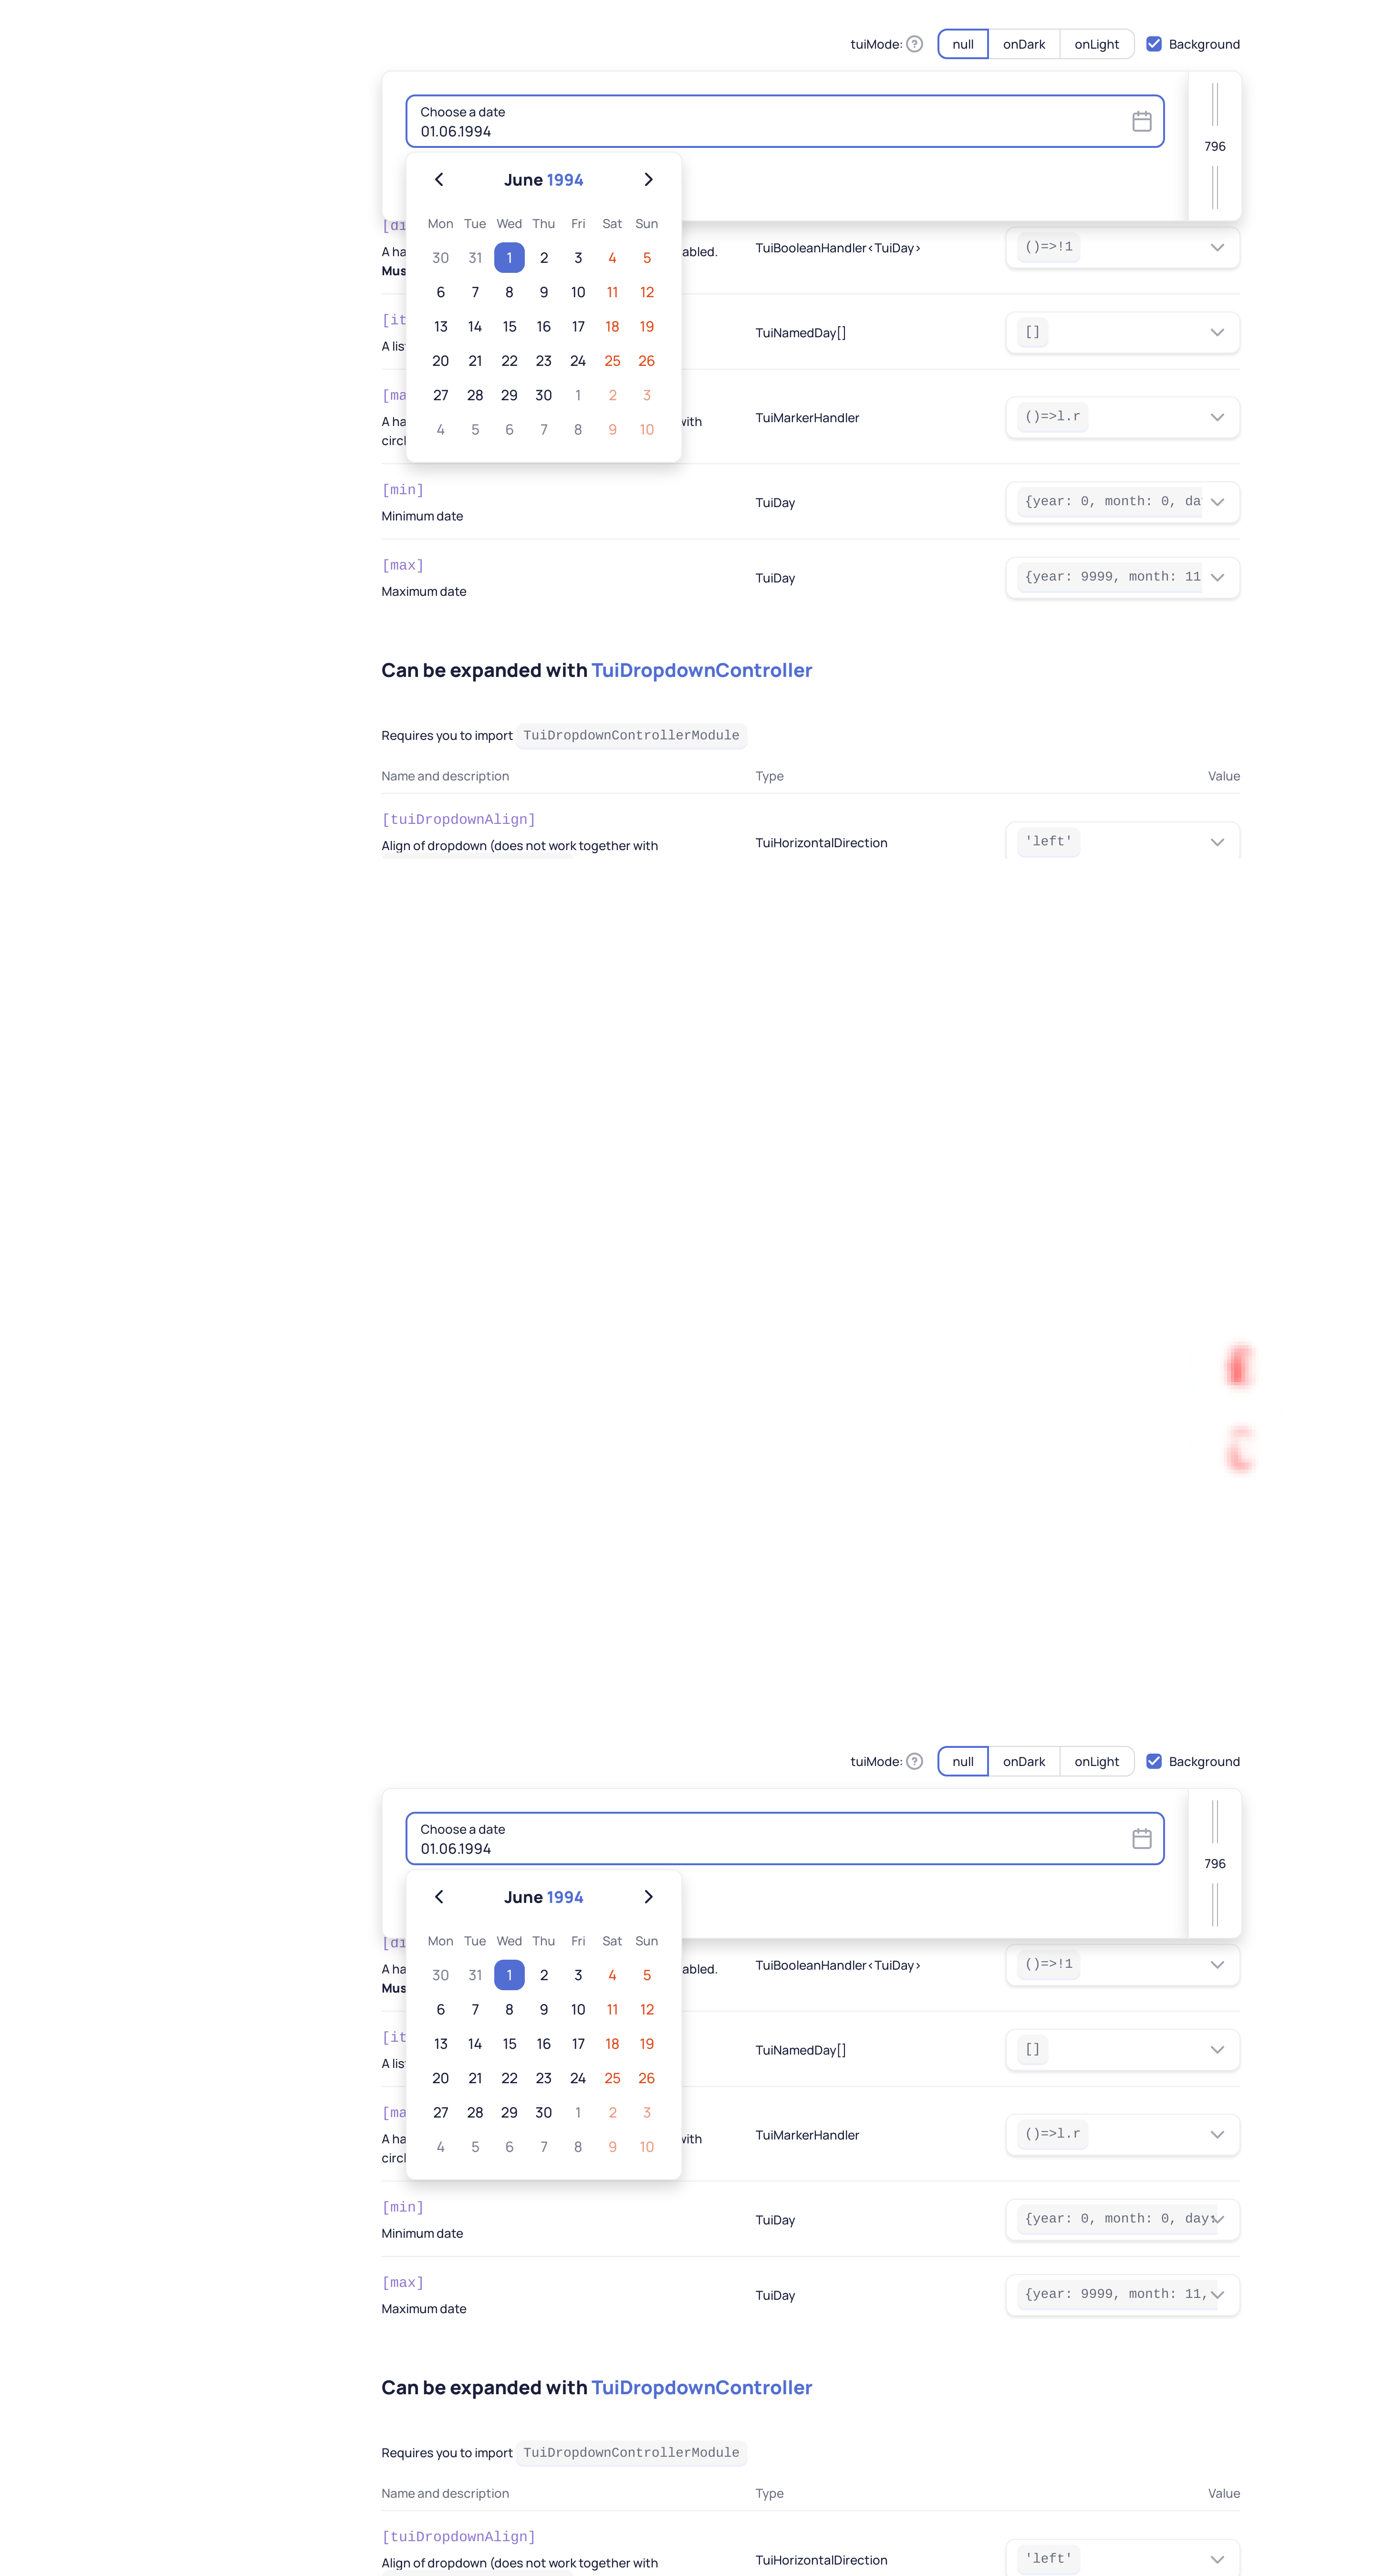 tuiMode: ? null onDark onLight Background
Choose a date
01.06.1994
796
June 1994
Mon Tue Wed Thu Fri Sat Sun
30 31 1 2 3 4 5
6 7 8 9 10 11 12
13 14 15 16 17 18 19
20 21 22 23 24 25 26
27 28 29 30 1 2 3
4 5 6 7 8 9 10
[di
A ha
abled.
Mus
TuiBooleanHandler<TuiDay>
()=>!1
[it
A lis
TuiNamedDay[]
[]
[ma
A ha
with
circl
TuiMarkerHandler
()=>l.r
[min]
Minimum date
TuiDay
{year: 0, month: 0, da
[max]
Maximum date
TuiDay
{year: 9999, month: 11
Can be expanded with TuiDropdownController
Requires you to import TuiDropdownControllerModule
Name and description Type Value
[tuiDropdownAlign]
Align of dropdown (does not work together with
TuiHorizontalDirection
'left'
tuiMode: ? null onDark onLight Background
Choose a date
01.06.1994
796
June 1994
Mon Tue Wed Thu Fri Sat Sun
30 31 1 2 3 4 5
6 7 8 9 10 11 12
13 14 15 16 17 18 19
20 21 22 23 24 25 26
27 28 29 30 1 2 3
4 5 6 7 8 9 10
[di
A ha
abled.
Mus
TuiBooleanHandler<TuiDay>
()=>!1
[it
A lis
TuiNamedDay[]
[]
[ma
A ha
with
circl
TuiMarkerHandler
()=>l.r
[min]
Minimum date
TuiDay
{year: 0, month: 0, day:
[max]
Maximum date
TuiDay
{year: 9999, month: 11,
Can be expanded with TuiDropdownController
Requires you to import TuiDropdownControllerModule
Name and description Type Value
[tuiDropdownAlign]
Align of dropdown (does not work together with
TuiHorizontalDirection
'left'